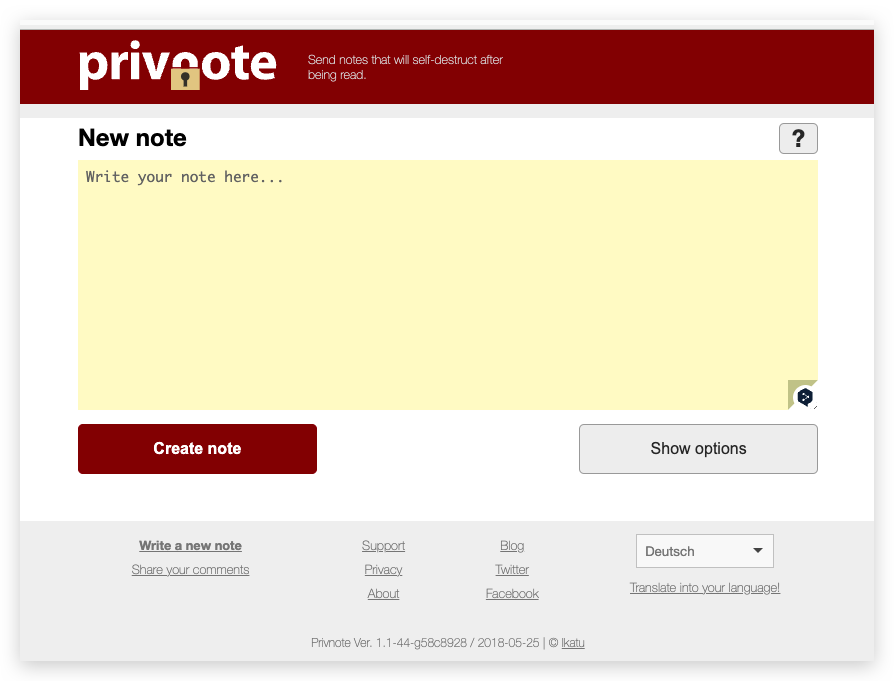 privnote
Send notes that will self-destruct after
being read.
New note
?
Write your note here...
Create note
Show options
Write a new note
Support
Blog
Deutsch
Share your comments
Privacy
Twitter
Translate into your language!
About
Facebook
Privnote Ver. 1.1-44-g58c8928 / 2018-05-25 | © Ikatu